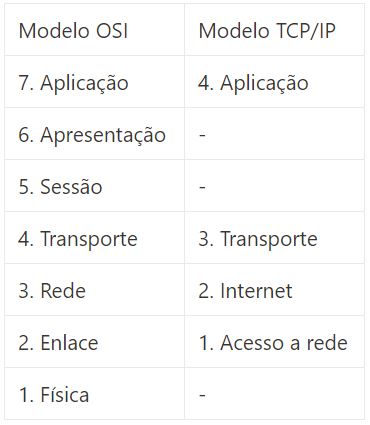 Modelo OSI Modelo TCP/IP
7. Aplicação 4. Aplicação
6. Apresentação -
5. Sessão -
4. Transporte 3. Transporte
3. Rede 2. Internet
2. Enlace 1. Acesso a rede
1. Física -